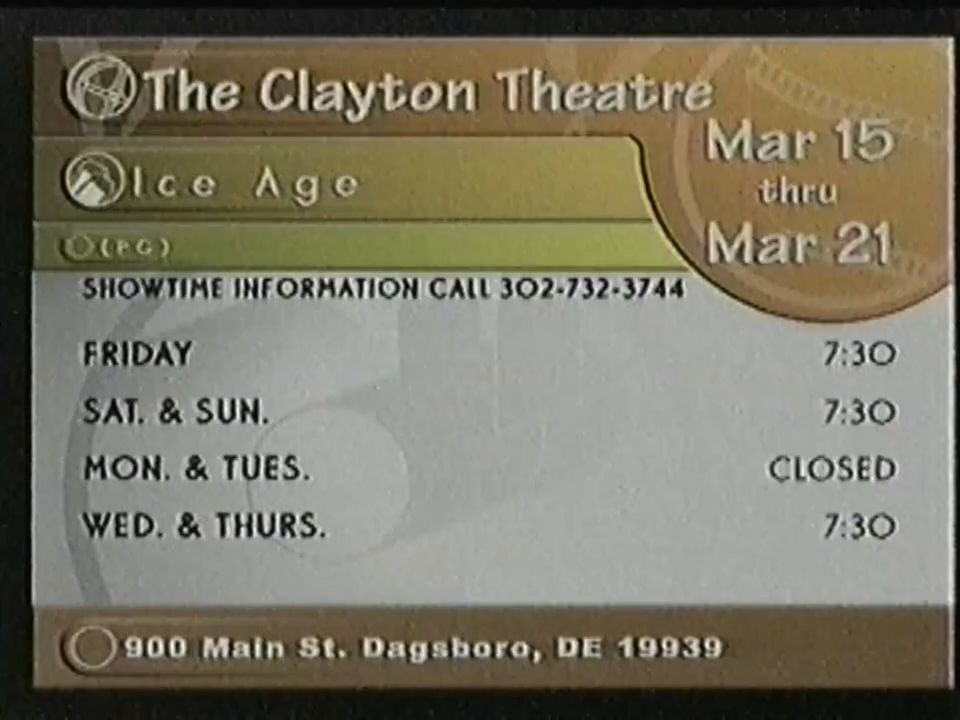 The Clayton Theatre
Mar 15
thru
Mar 21
Ice Age
(PG)
SHOWTIME INFORMATION CALL 302-732-3744
FRIDAY 7:30
SAT. & SUN. 7:30
MON. & TUES. CLOSED
WED. & THURS. 7:30
900 Main St. Dagsboro, DE 19939